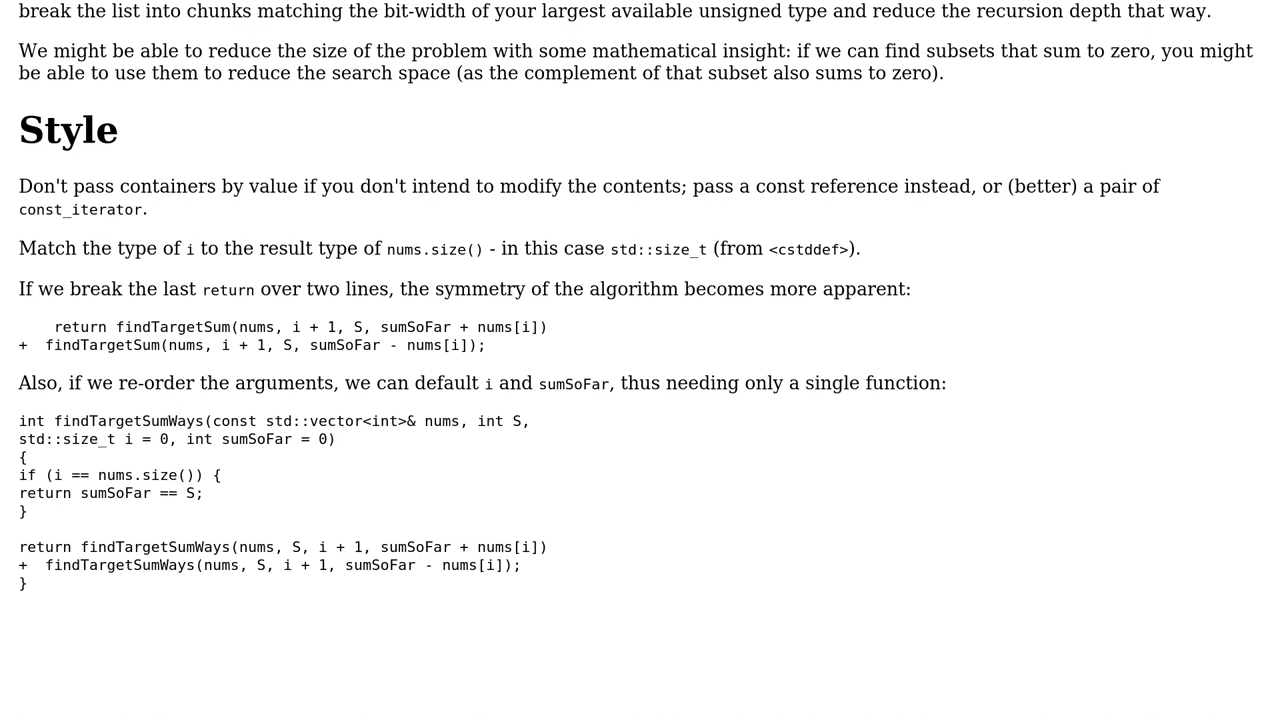 break the list into chunks matching the bit-width of your largest available unsigned type and reduce the recursion depth that way.
We might be able to reduce the size of the problem with some mathematical insight: if we can find subsets that sum to zero, you might
be able to use them to reduce the search space (as the complement of that subset also sums to zero).
Style
Don't pass containers by value if you don't intend to modify the contents; pass a const reference instead, or (better) a pair of
const_iterator.
Match the type of i to the result type of nums.size() - in this case std::size_t (from <cstddef>).
If we break the last return over two lines, the symmetry of the algorithm becomes more apparent:
    return findTargetSum(nums, i + 1, S, sumSoFar + nums[i])
+  findTargetSum(nums, i + 1, S, sumSoFar - nums[i]);
Also, if we re-order the arguments, we can default i and sumSoFar, thus needing only a single function:
int findTargetSumWays(const std::vector<int>& nums, int S,
std::size_t i = 0, int sumSoFar = 0)
{
if (i == nums.size()) {
return sumSoFar == S;
}
return findTargetSumWays(nums, S, i + 1, sumSoFar + nums[i])
+  findTargetSumWays(nums, S, i + 1, sumSoFar - nums[i]);
}